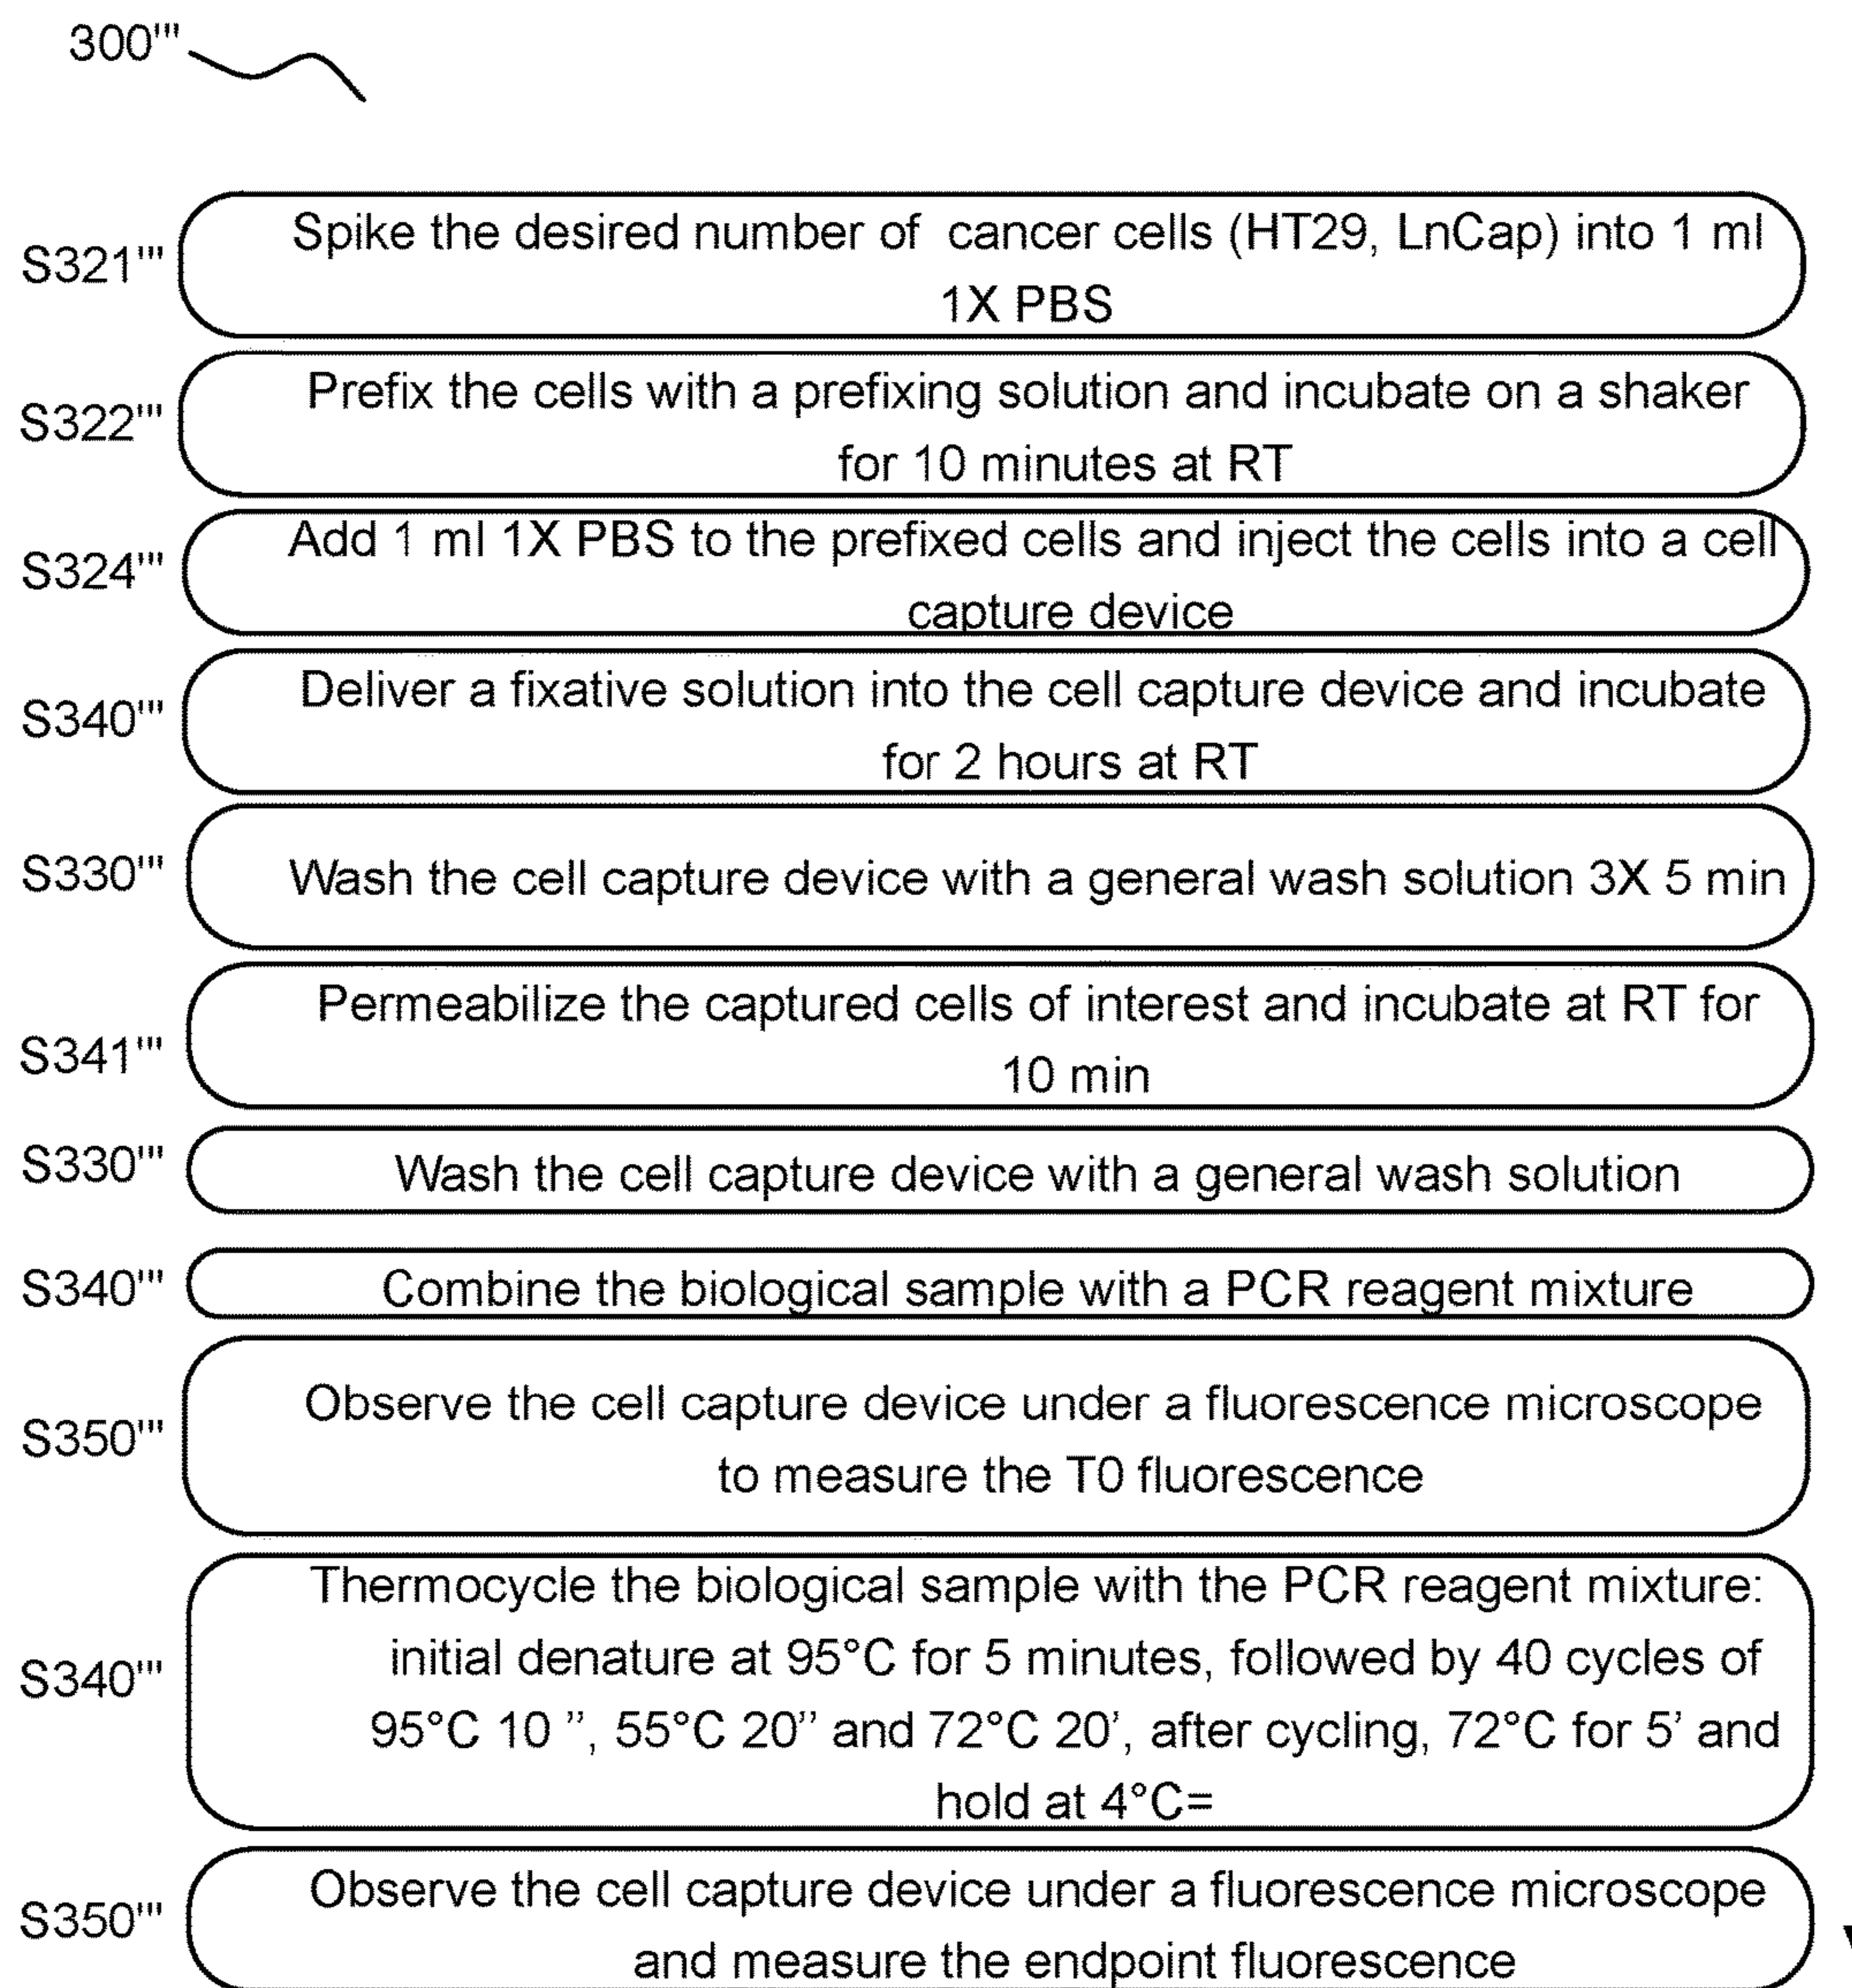 300'''
S321'''
Spike the desired number of cancer cells (HT29, LnCap) into 1 ml
1X PBS
S322'''
Prefix the cells with a prefixing solution and incubate on a shaker
for 10 minutes at RT
S324'''
Add 1 ml 1X PBS to the prefixed cells and inject the cells into a cell
capture device
S340'''
Deliver a fixative solution into the cell capture device and incubate
for 2 hours at RT
S330'''
Wash the cell capture device with a general wash solution 3X 5 min
S341'''
Permeabilize the captured cells of interest and incubate at RT for
10 min
S330'''
Wash the cell capture device with a general wash solution
S340'''
Combine the biological sample with a PCR reagent mixture
S350'''
Observe the cell capture device under a fluorescence microscope
to measure the T0 fluorescence
S340'''
Thermocycle the biological sample with the PCR reagent mixture:
initial denature at 95°C for 5 minutes, followed by 40 cycles of
95°C 10 ”, 55°C 20” and 72°C 20’, after cycling, 72°C for 5’ and
hold at 4°C=
S350'''
Observe the cell capture device under a fluorescence microscope
and measure the endpoint fluorescence